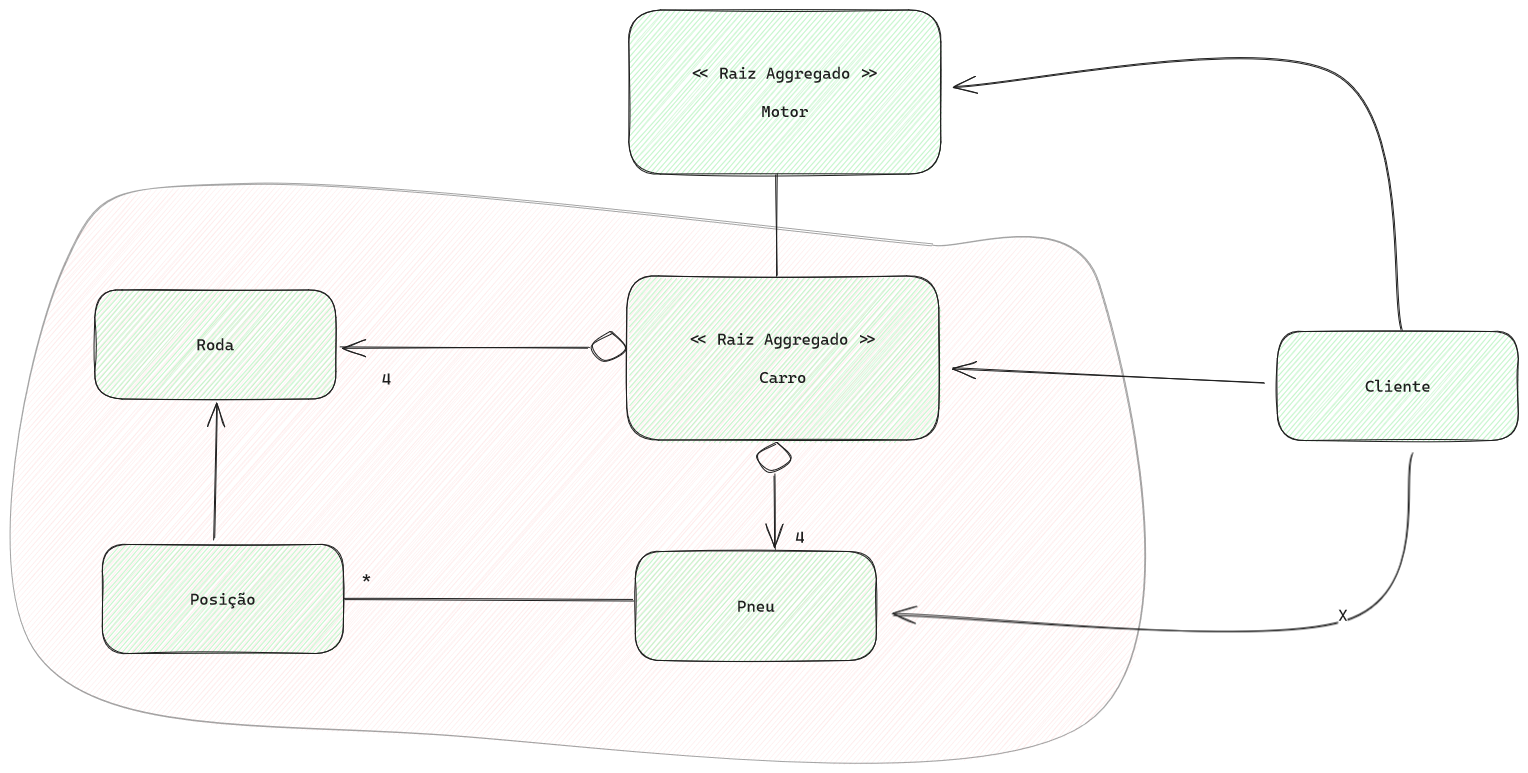 « Raiz Aggregado »
Motor
« Raiz Aggregado »
Carro
Roda
4
Cliente
4
*
Posição
Pneu
X